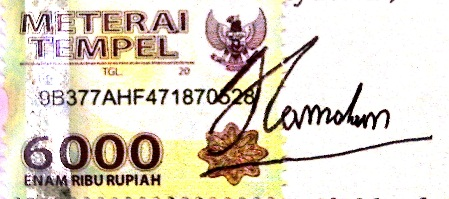 METERAI
TEMPEL
TGL. 20
9B377AHF471870528
6000
ENAM RIBU RUPIAH